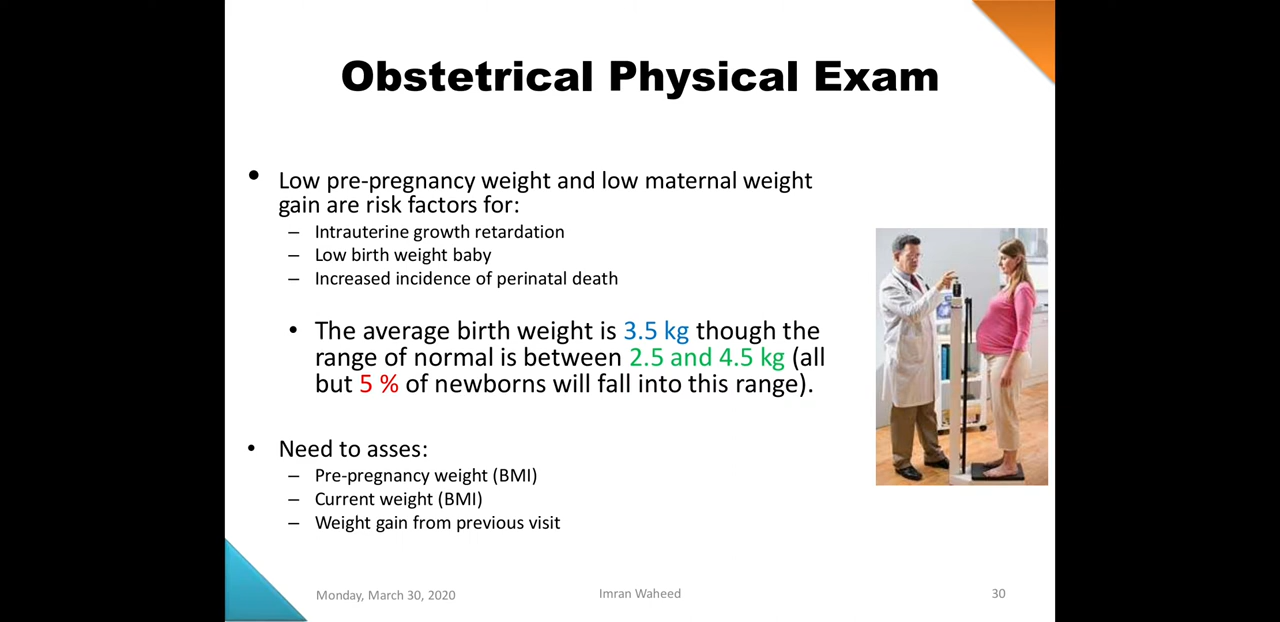 Obstetrical Physical Exam
• Low pre-pregnancy weight and low maternal weight
gain are risk factors for:
– Intrauterine growth retardation
– Low birth weight baby
– Increased incidence of perinatal death
• The average birth weight is 3.5 kg though the
range of normal is between 2.5 and 4.5 kg (all
but 5 % of newborns will fall into this range).
• Need to asses:
– Pre-pregnancy weight (BMI)
– Current weight (BMI)
– Weight gain from previous visit
Monday, March 30, 2020
Imran Waheed
30